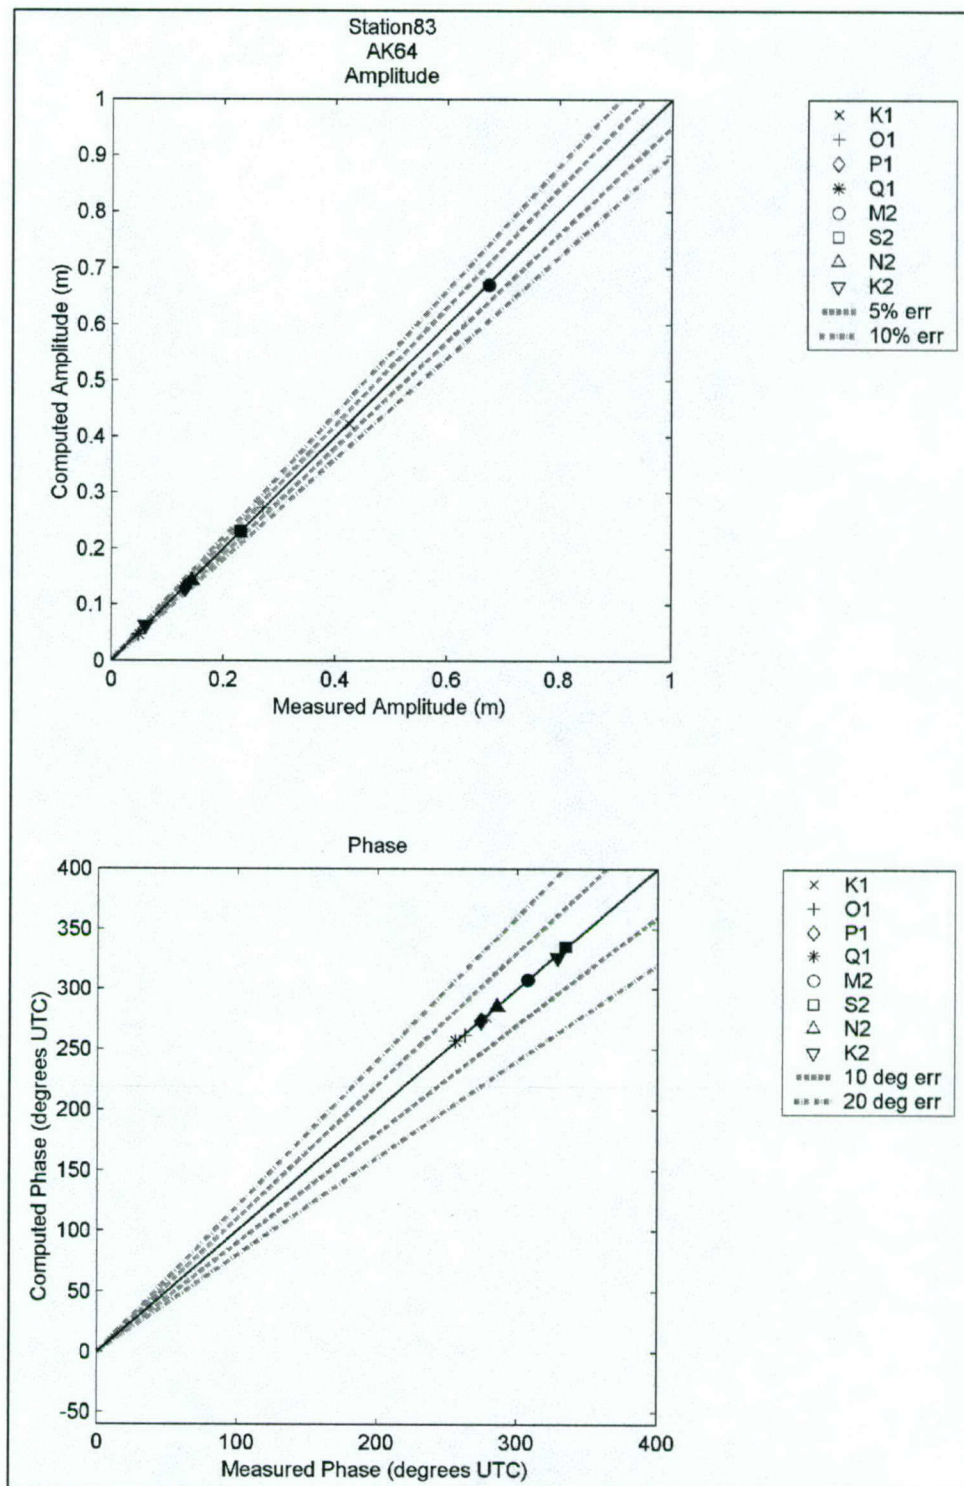 Station83
AK64
Amplitude
1
0.9
0.8
0.7
0.6
0.5
0.4
0.3
0.2
0.1
0
Computed Amplitude (m)
0 0.2 0.4 0.6 0.8 1
Measured Amplitude (m)
K1
O1
P1
Q1
M2
S2
N2
K2
5% err
10% err
Phase
400
350
300
250
200
150
100
50
0
-50
Computed Phase (degrees UTC)
0 100 200 300 400
Measured Phase (degrees UTC)
K1
O1
P1
Q1
M2
S2
N2
K2
10 deg err
20 deg err